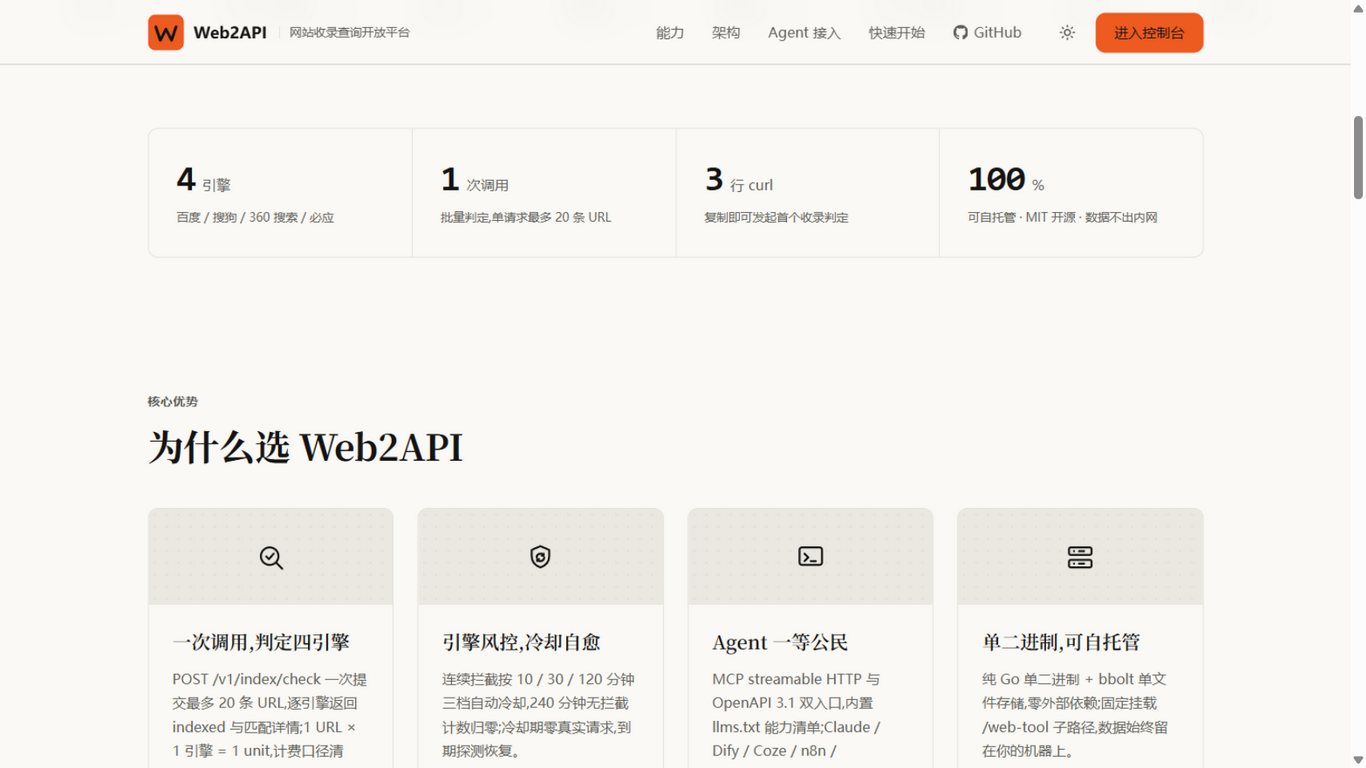 Web2API 网站收录查询开放平台 能力 架构 Agent 接入 快速开始 GitHub 进入控制台
4 引擎
百度 / 搜狗 / 360 搜索 / 必应
1 次调用
批量判定,单请求最多 20 条 URL
3 行 curl
复制即可发起首个收录判定
100 %
可自托管 · MIT 开源 · 数据不出内网
核心优势
为什么选 Web2API
一次调用,判定四引擎
POST /v1/index/check 一次提
交最多 20 条 URL,逐引擎返回
indexed 与匹配详情;1 URL ×
1 引擎 = 1 unit,计费口径清
引擎风控,冷却自愈
连续拦截按 10 / 30 / 120 分钟
三档自动冷却,240 分钟无拦截
计数归零;冷却期零真实请求,到
期探测恢复。
Agent 一等公民
MCP streamable HTTP 与
OpenAPI 3.1 双入口,内置
llms.txt 能力清单;Claude /
Dify / Coze / n8n /
单二进制,可自托管
纯 Go 单二进制 + bbolt 单文
件存储,零外部依赖;固定挂载
/web-tool 子路径,数据始终留
在你的机器上。